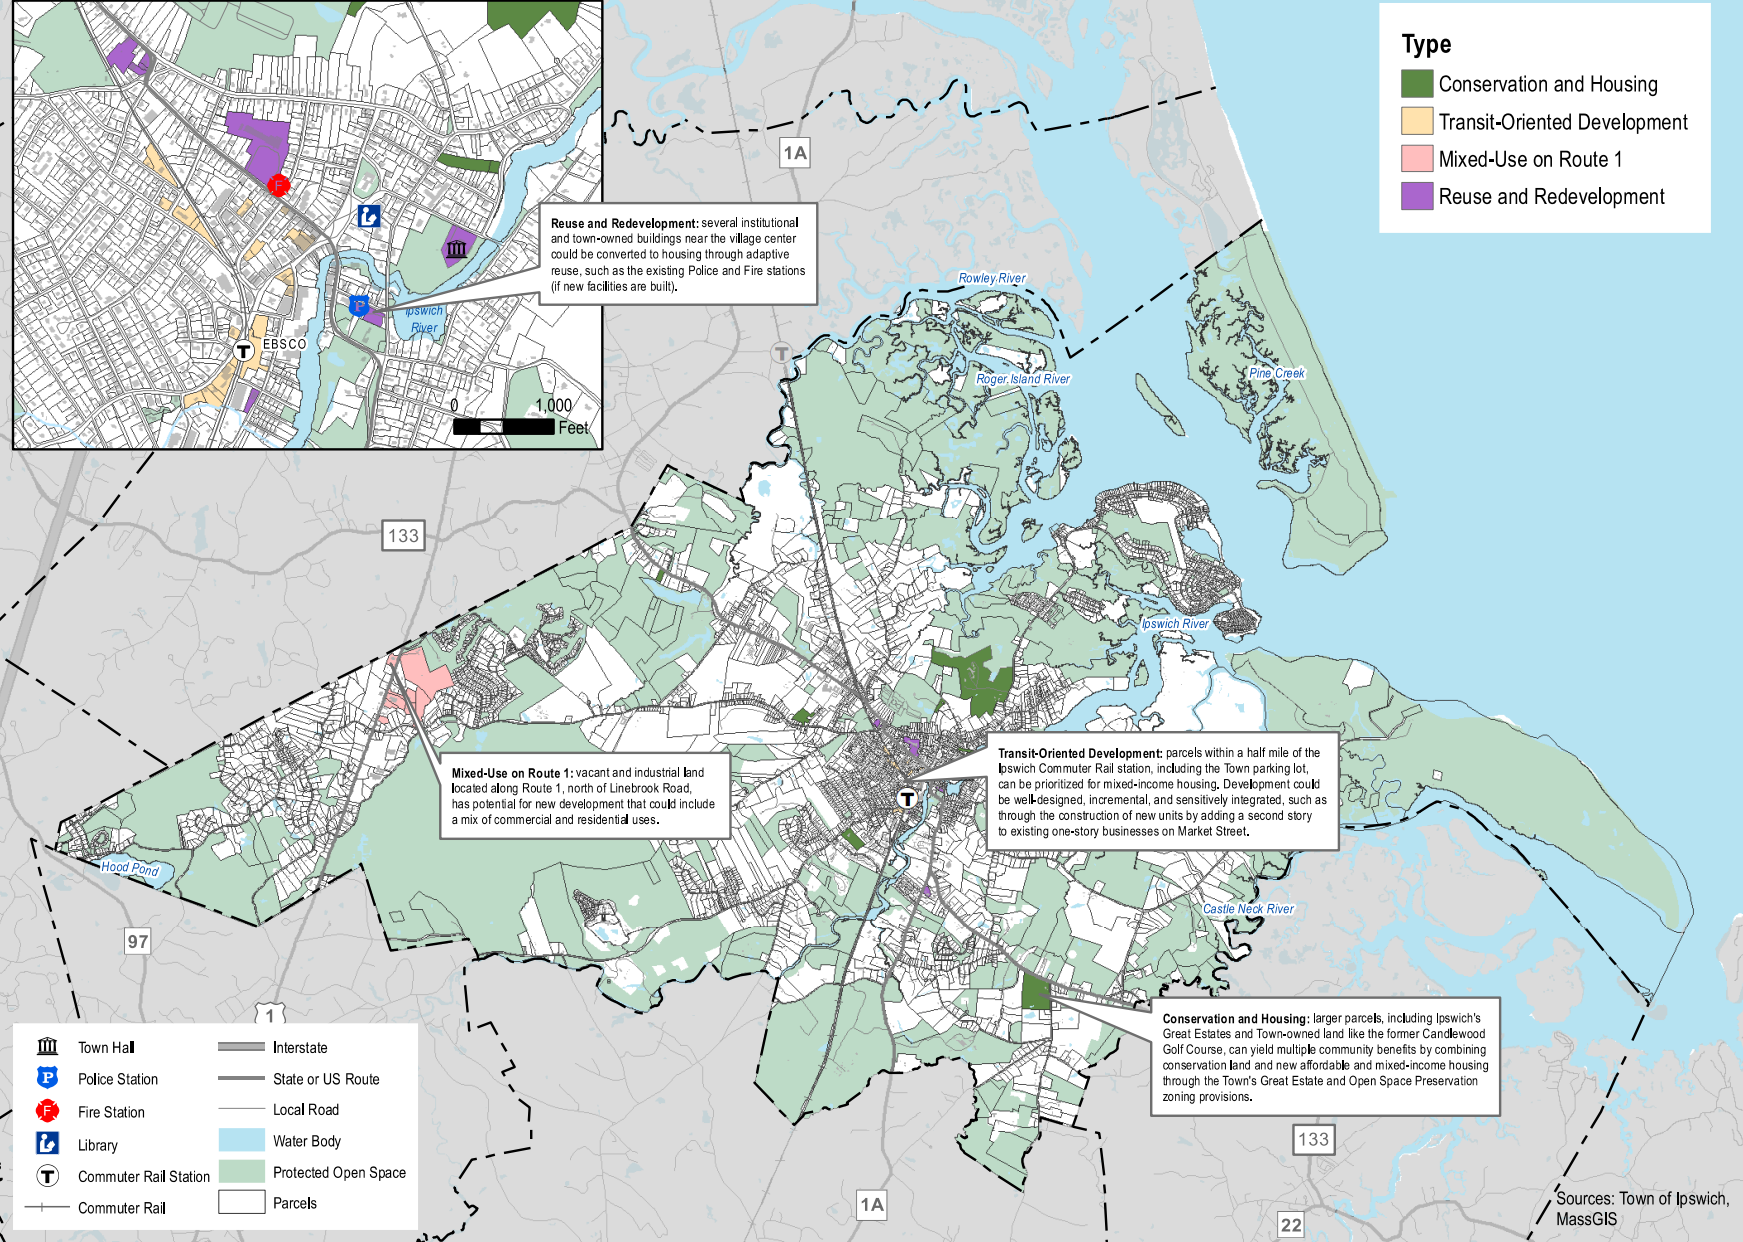 Type
Conservation and Housing
Transit-Oriented Development
Mixed-Use on Route 1
Reuse and Redevelopment
1A
Reuse and Redevelopment: several institutional
and town-owned buildings near the village center
could be converted to housing through adaptive
reuse, such as the existing Police and Fire stations
(if new facilities are built).
F
P
Ipswich
River
EBSCO
T
0 1,000
Feet
Rowley River
T
Roger Island River
Pine Creek
133
Ipswich River
Mixed-Use on Route 1: vacant and industrial land
located along Route 1, north of Linebrook Road,
has potential for new development that could include
a mix of commercial and residential uses.
Transit-Oriented Development: parcels within a half mile of the
Ipswich Commuter Rail station, including the Town parking lot,
can be prioritized for mixed-income housing. Development could
be well-designed, incremental, and sensitively integrated, such as
through the construction of new units by adding a second story
to existing one-story businesses on Market Street.
T
Hood Pond
Castle Neck River
97
1
Conservation and Housing: larger parcels, including Ipswich's
Great Estates and Town-owned land like the former Candlewood
Golf Course, can yield multiple community benefits by combining
conservation land and new affordable and mixed-income housing
through the Town's Great Estate and Open Space Preservation
zoning provisions.
Town Hall
P Police Station
F Fire Station
Library
T Commuter Rail Station
Commuter Rail
Interstate
State or US Route
Local Road
Water Body
Protected Open Space
Parcels
133
1A
22
Sources: Town of Ipswich,
MassGIS